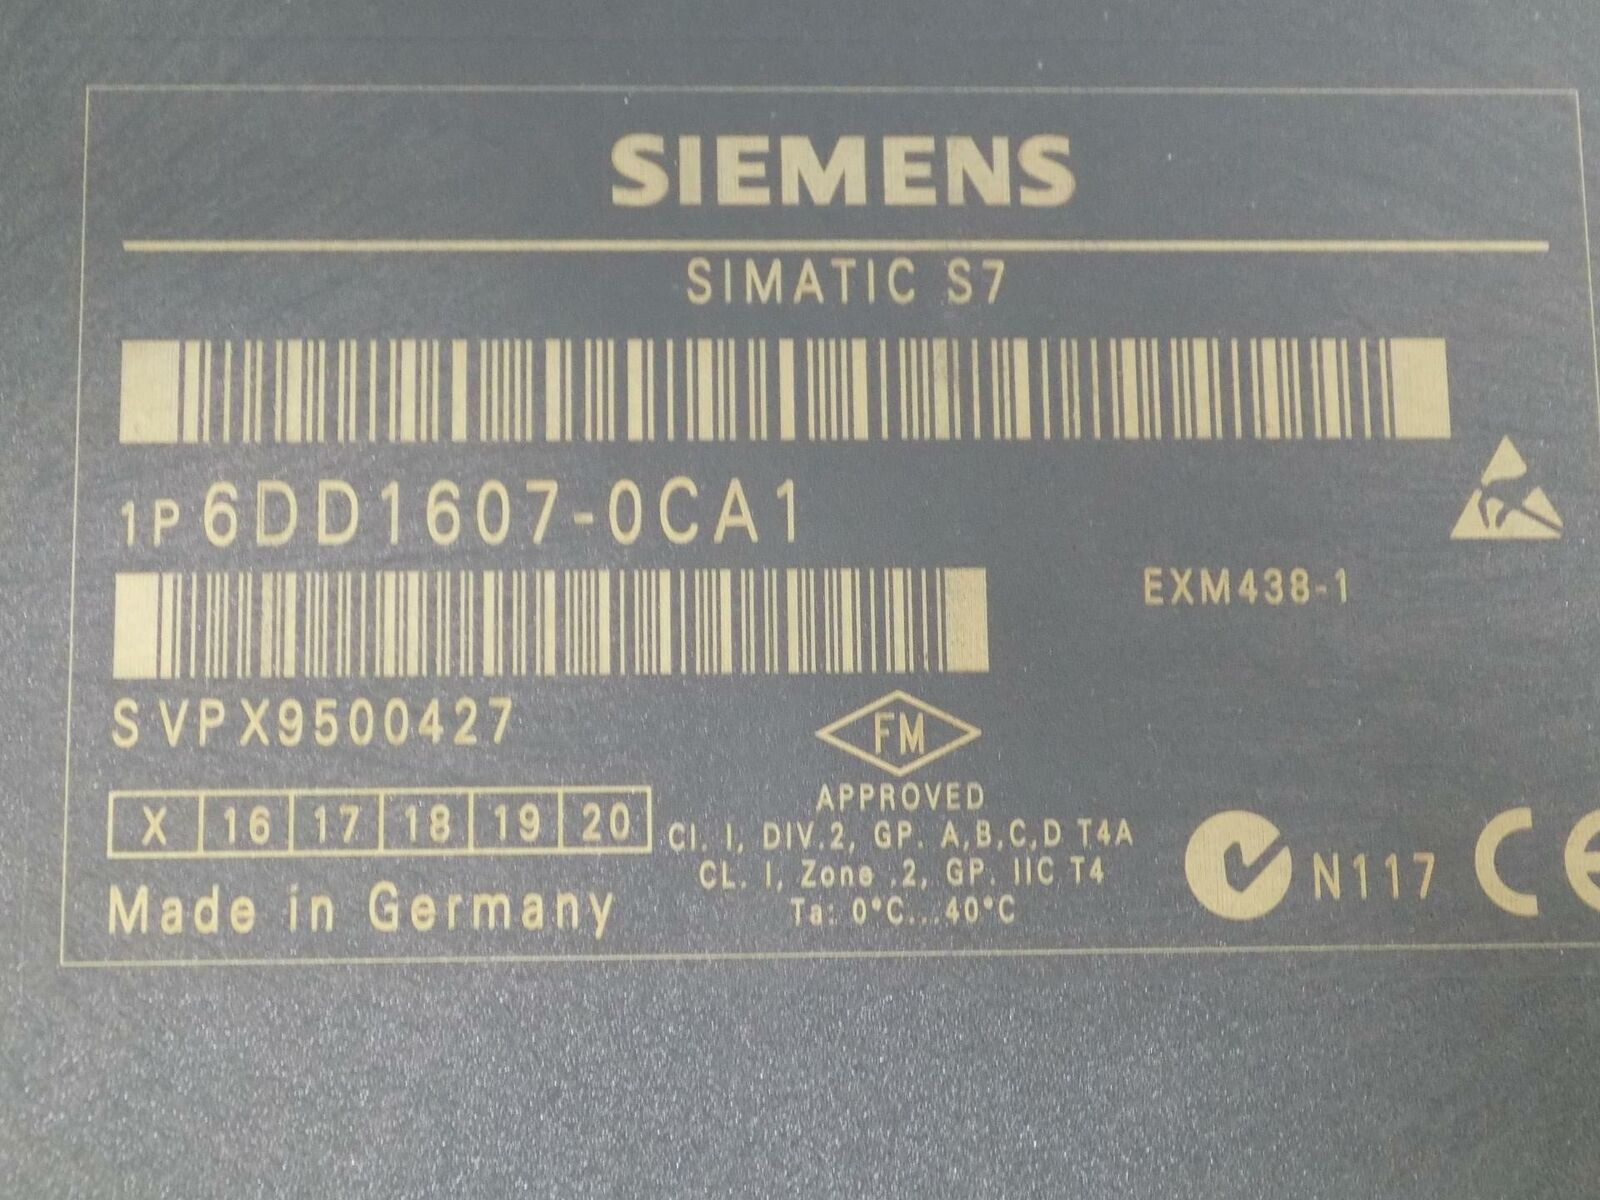 SIEMENS
SIMATIC S7
1P 6DD1607-0CA1
EXM438-1
S VPX9500427
FM
APPROVED
X 16 17 18 19 20
Cl. I, DIV.2, GP. A,B,C,D T4A
CL. I, Zone .2, GP. IIC T4
Ta: 0°C...40°C
N117
CE
Made in Germany